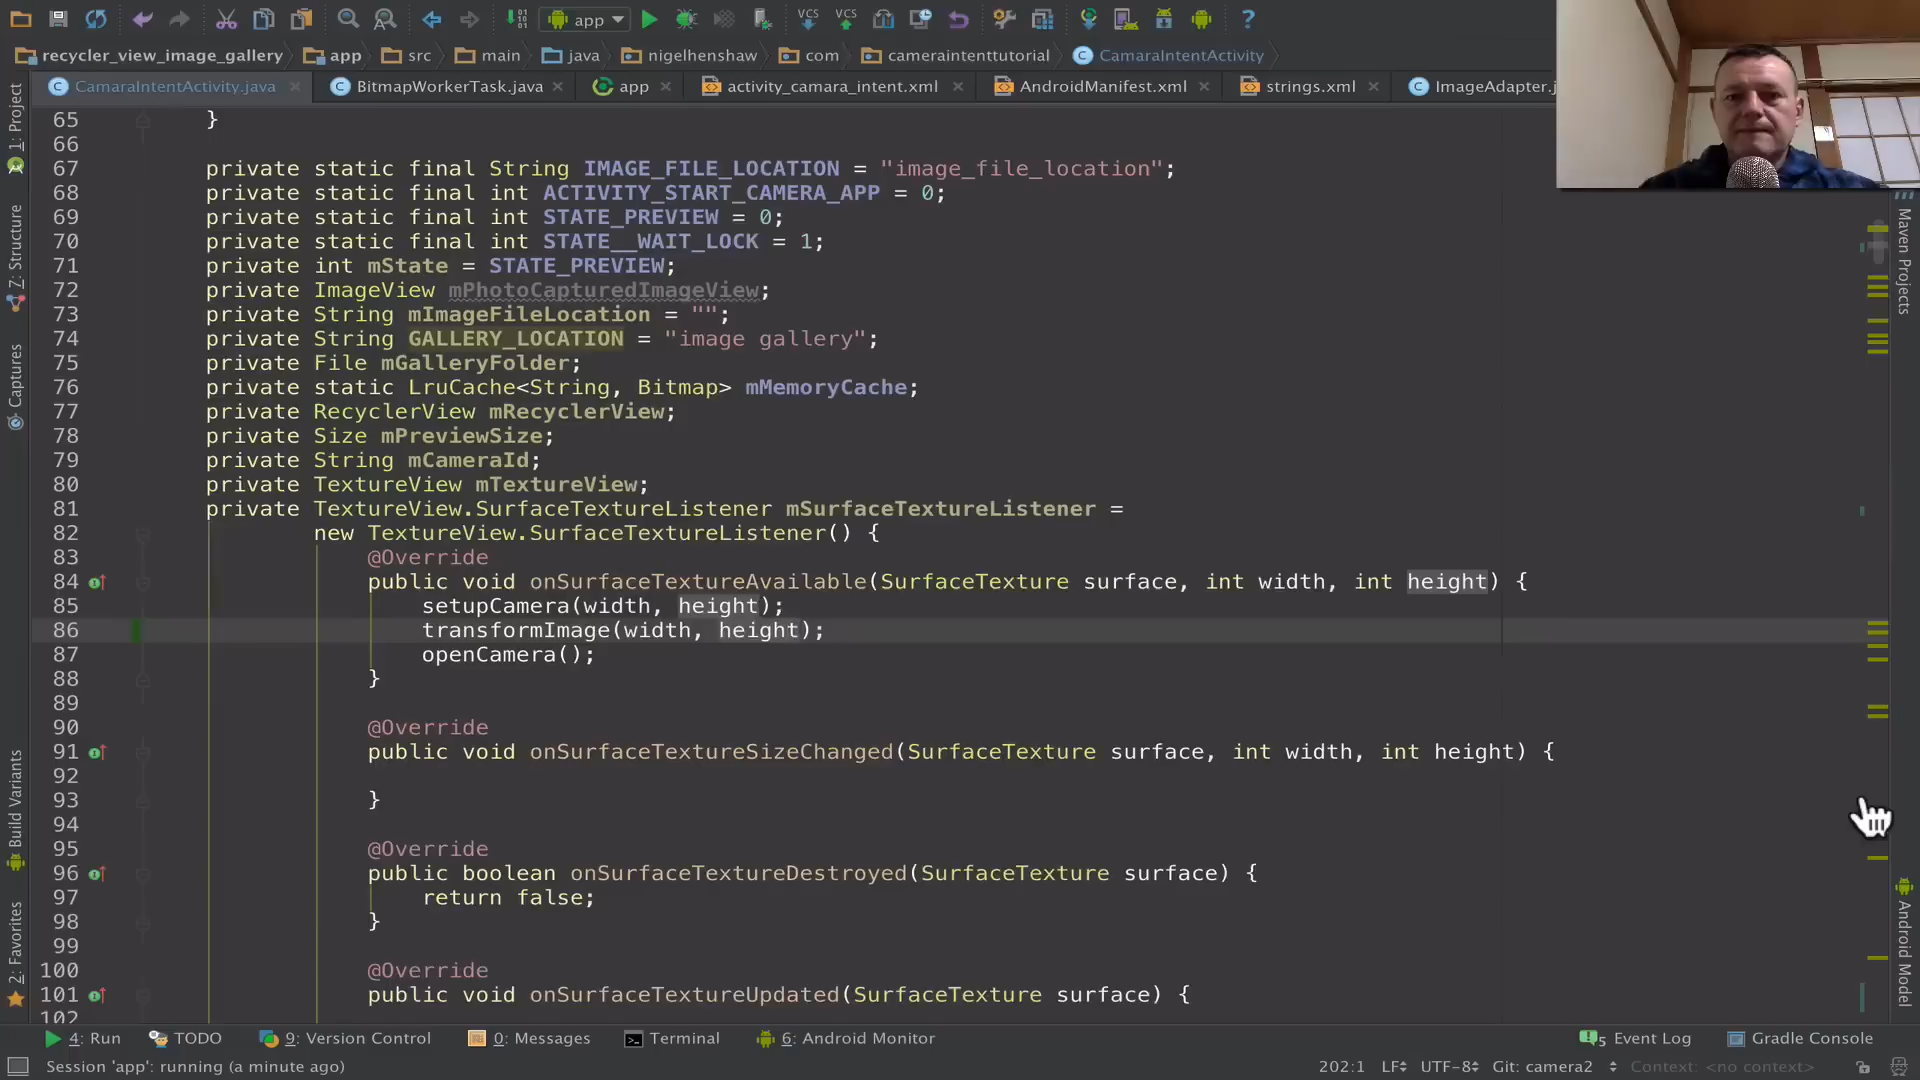 app
VCS
VCS
?
recycler_view_image_gallery
app
src
main
java
nigelhenshaw
com
cameraintenttutorial
CamaraIntentActivity
CamaraIntentActivity.java
BitmapWorkerTask.java
app
activity_camara_intent.xml
AndroidManifest.xml
strings.xml
ImageAdapter.j
1: Project
7: Structure
Captures
Build Variants
2: Favorites
Maven Projects
Android Model
65 }
66
67 private static final String IMAGE_FILE_LOCATION = "image_file_location";
68 private static final int ACTIVITY_START_CAMERA_APP = 0;
69 private static final int STATE_PREVIEW = 0;
70 private static final int STATE__WAIT_LOCK = 1;
71 private int mState = STATE_PREVIEW;
72 private ImageView mPhotoCapturedImageView;
73 private String mImageFileLocation = "";
74 private String GALLERY_LOCATION = "image gallery";
75 private File mGalleryFolder;
76 private static LruCache<String, Bitmap> mMemoryCache;
77 private RecyclerView mRecyclerView;
78 private Size mPreviewSize;
79 private String mCameraId;
80 private TextureView mTextureView;
81 private TextureView.SurfaceTextureListener mSurfaceTextureListener =
82 new TextureView.SurfaceTextureListener() {
83 @Override
84 public void onSurfaceTextureAvailable(SurfaceTexture surface, int width, int height) {
85 setupCamera(width, height);
86 transformImage(width, height);
87 openCamera();
88 }
89
90 @Override
91 public void onSurfaceTextureSizeChanged(SurfaceTexture surface, int width, int height) {
92
93 }
94
95 @Override
96 public boolean onSurfaceTextureDestroyed(SurfaceTexture surface) {
97 return false;
98 }
99
100 @Override
101 public void onSurfaceTextureUpdated(SurfaceTexture surface) {
102
4: Run
TODO
9: Version Control
0: Messages
Terminal
6: Android Monitor
5 Event Log
Gradle Console
Session 'app': running (a minute ago)
202:1
LF
UTF-8
Git: camera2
Context: <no context>